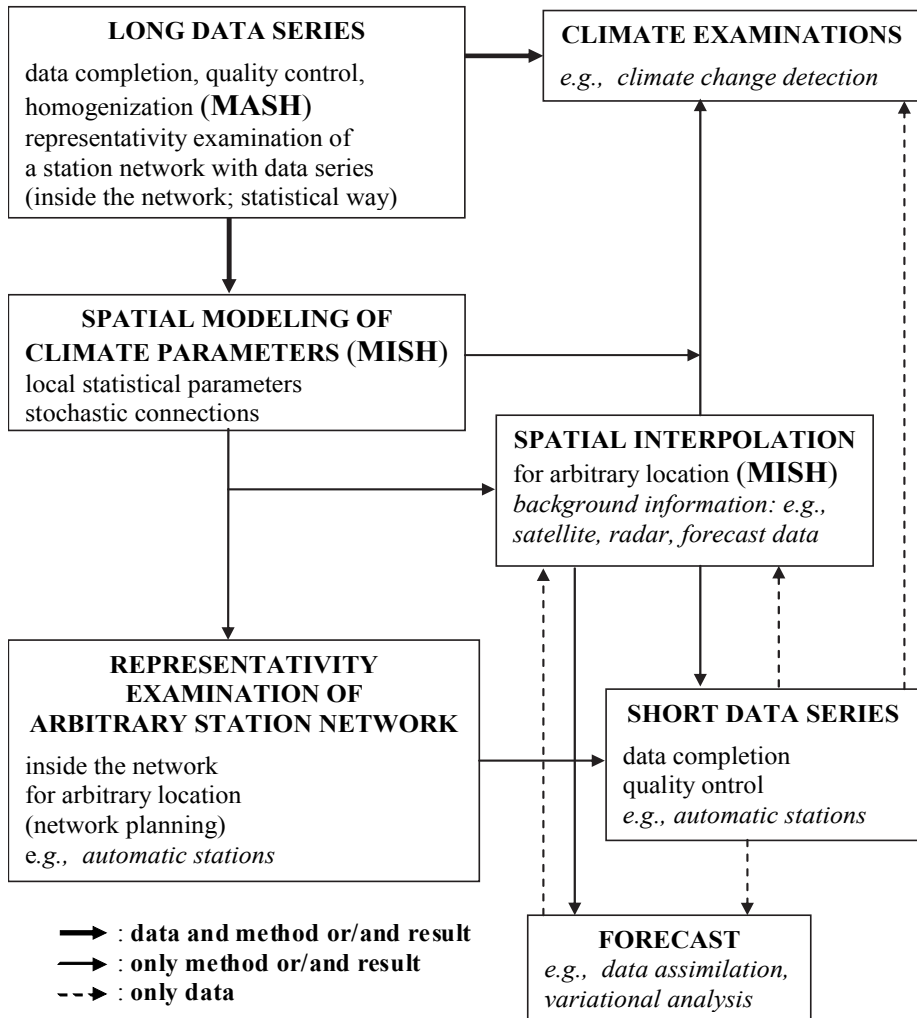 LONG DATA SERIES
data completion, quality control,
homogenization (MASH)
representativity examination of
a station network with data series
(inside the network; statistical way)
CLIMATE EXAMINATIONS
e.g., climate change detection
SPATIAL MODELING OF
CLIMATE PARAMETERS (MISH)
local statistical parameters
stochastic connections
SPATIAL INTERPOLATION
for arbitrary location (MISH)
background information: e.g.,
satellite, radar, forecast data
REPRESENTATIVITY
EXAMINATION OF
ARBITRARY STATION NETWORK
inside the network
for arbitrary location
(network planning)
e.g., automatic stations
SHORT DATA SERIES
data completion
quality ontrol
e.g., automatic stations
FORECAST
e.g., data assimilation,
variational analysis
: data and method or/and result
: only method or/and result
: only data